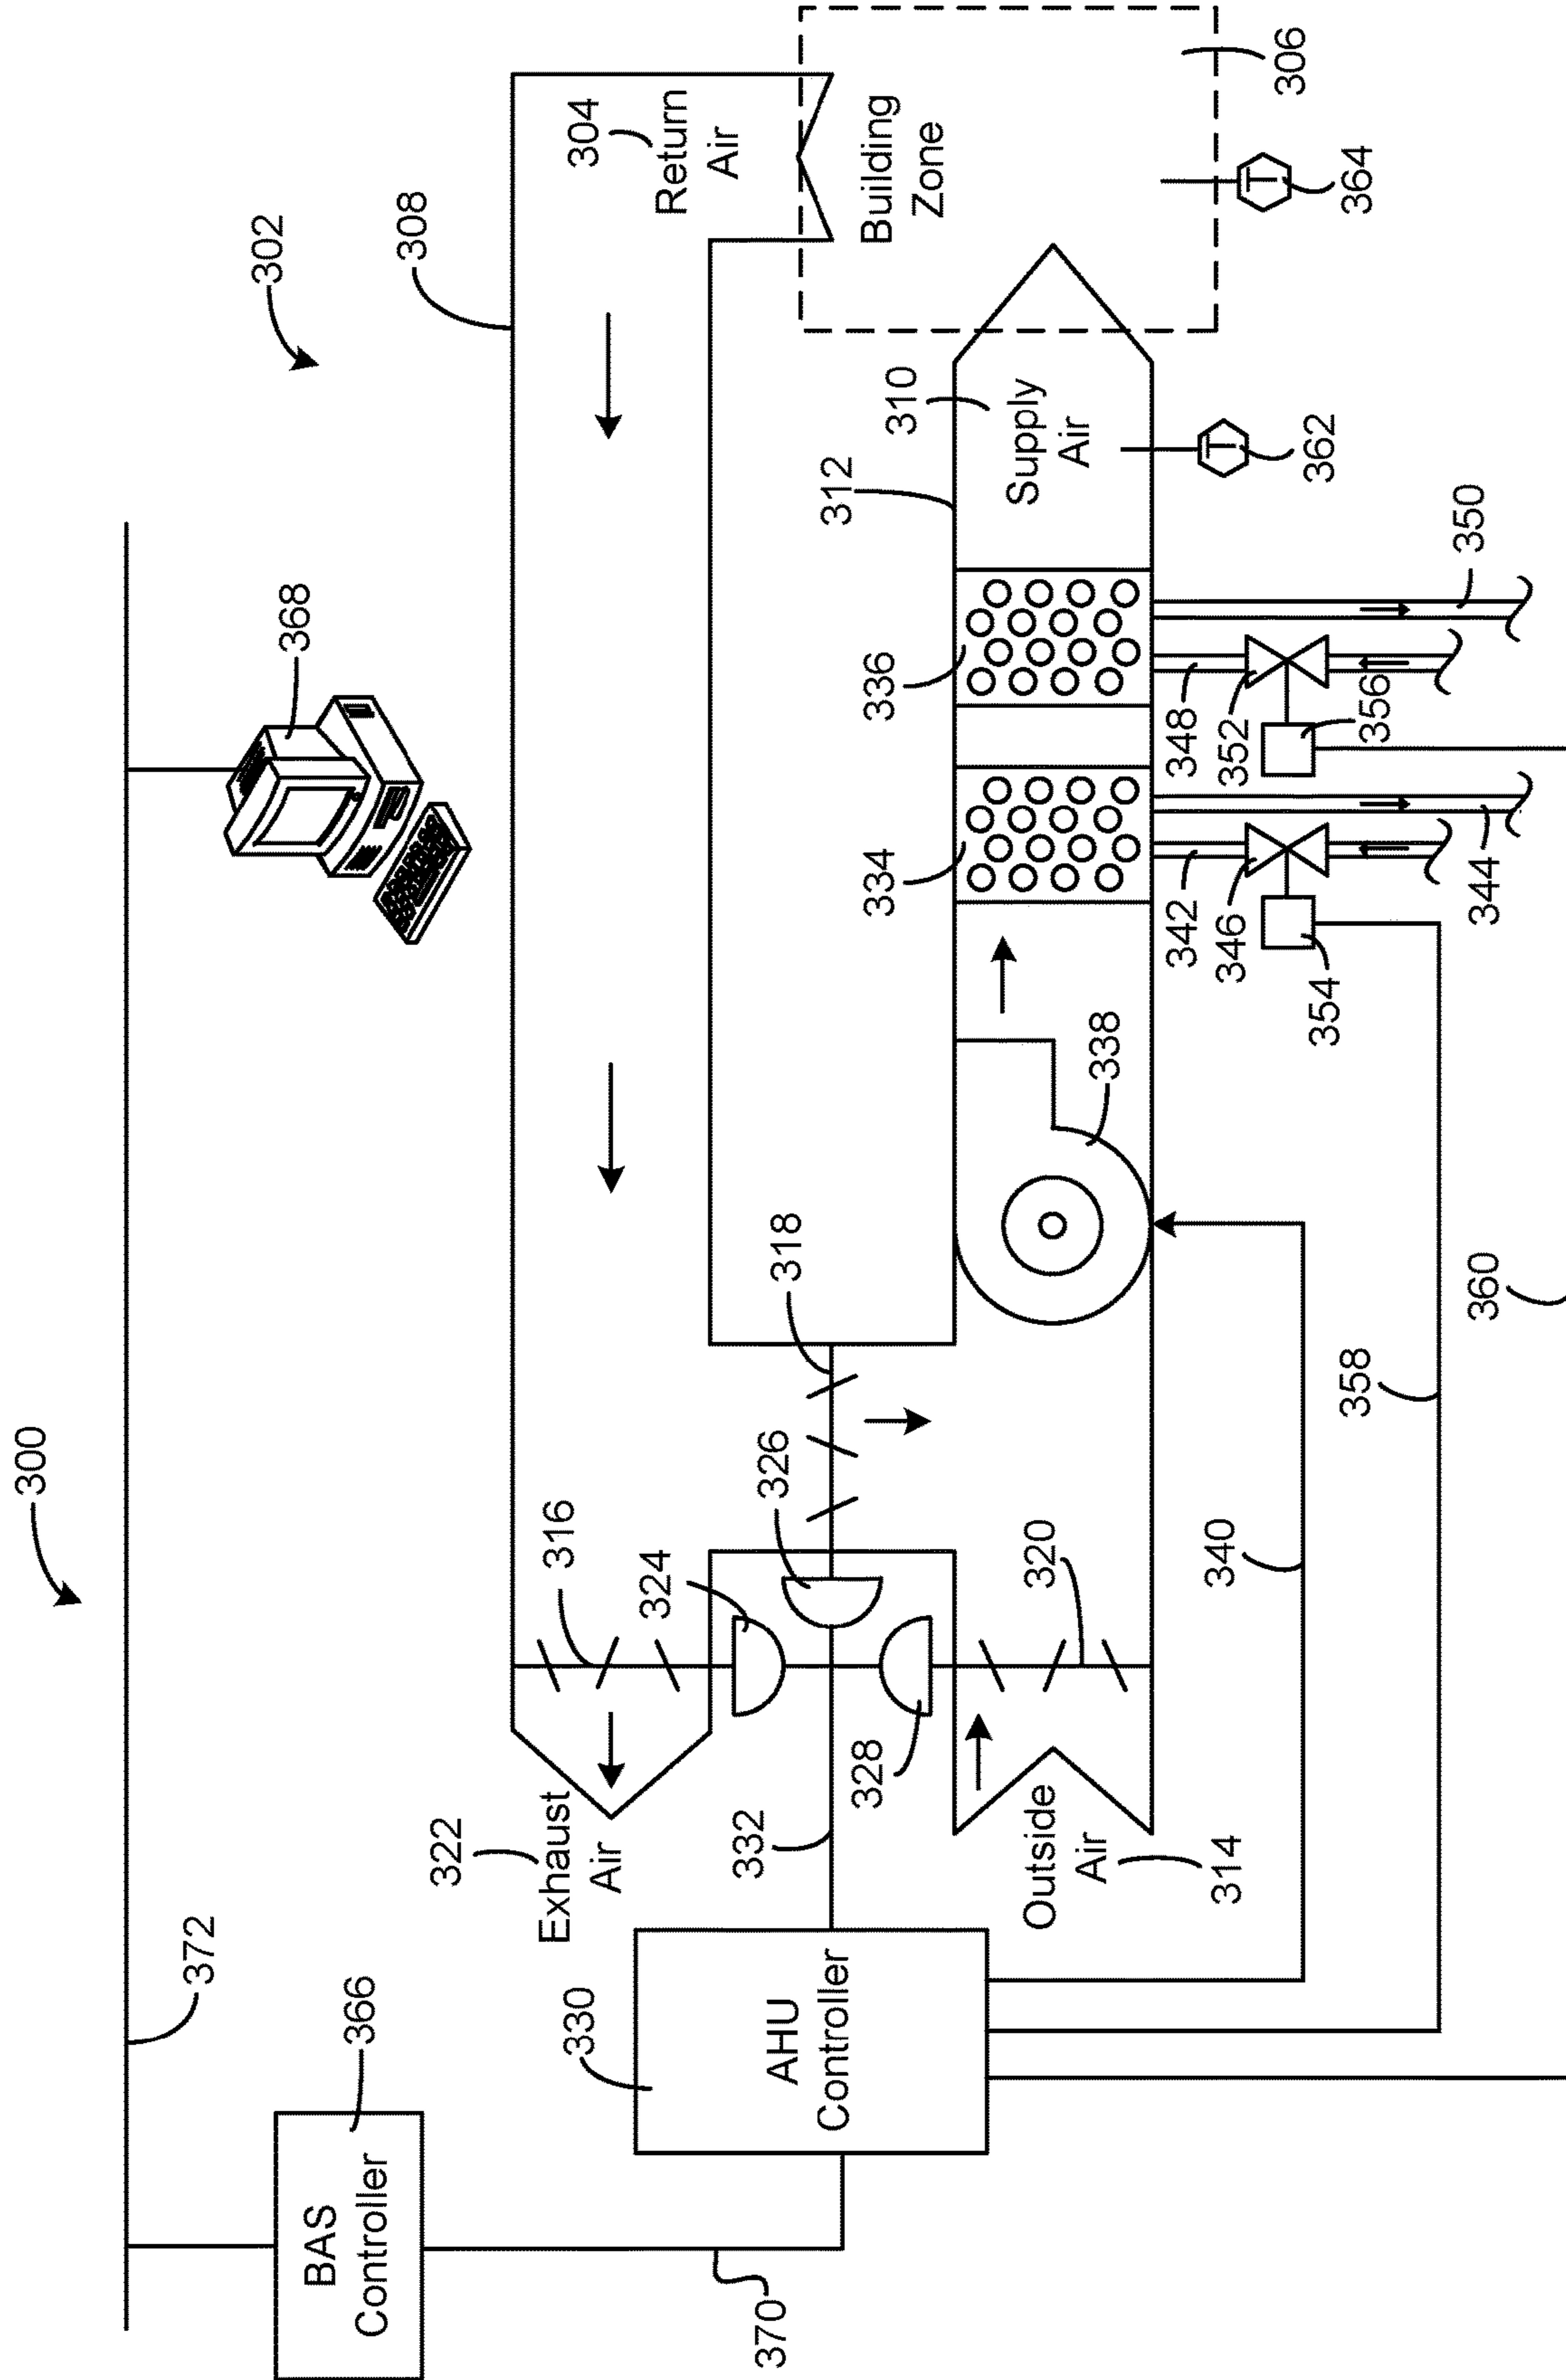 300
372
BAS
Controller
366
370
368
302
308
304
Return
Air
Building
Zone
306
364
322
Exhaust
Air
316
324
326
318
332
328
330
AHU
Controller
Outside
Air
314
320
338
334
336
312
310
Supply
Air
362
342
346
354
344
348
352
356
350
340
358
360
T
T